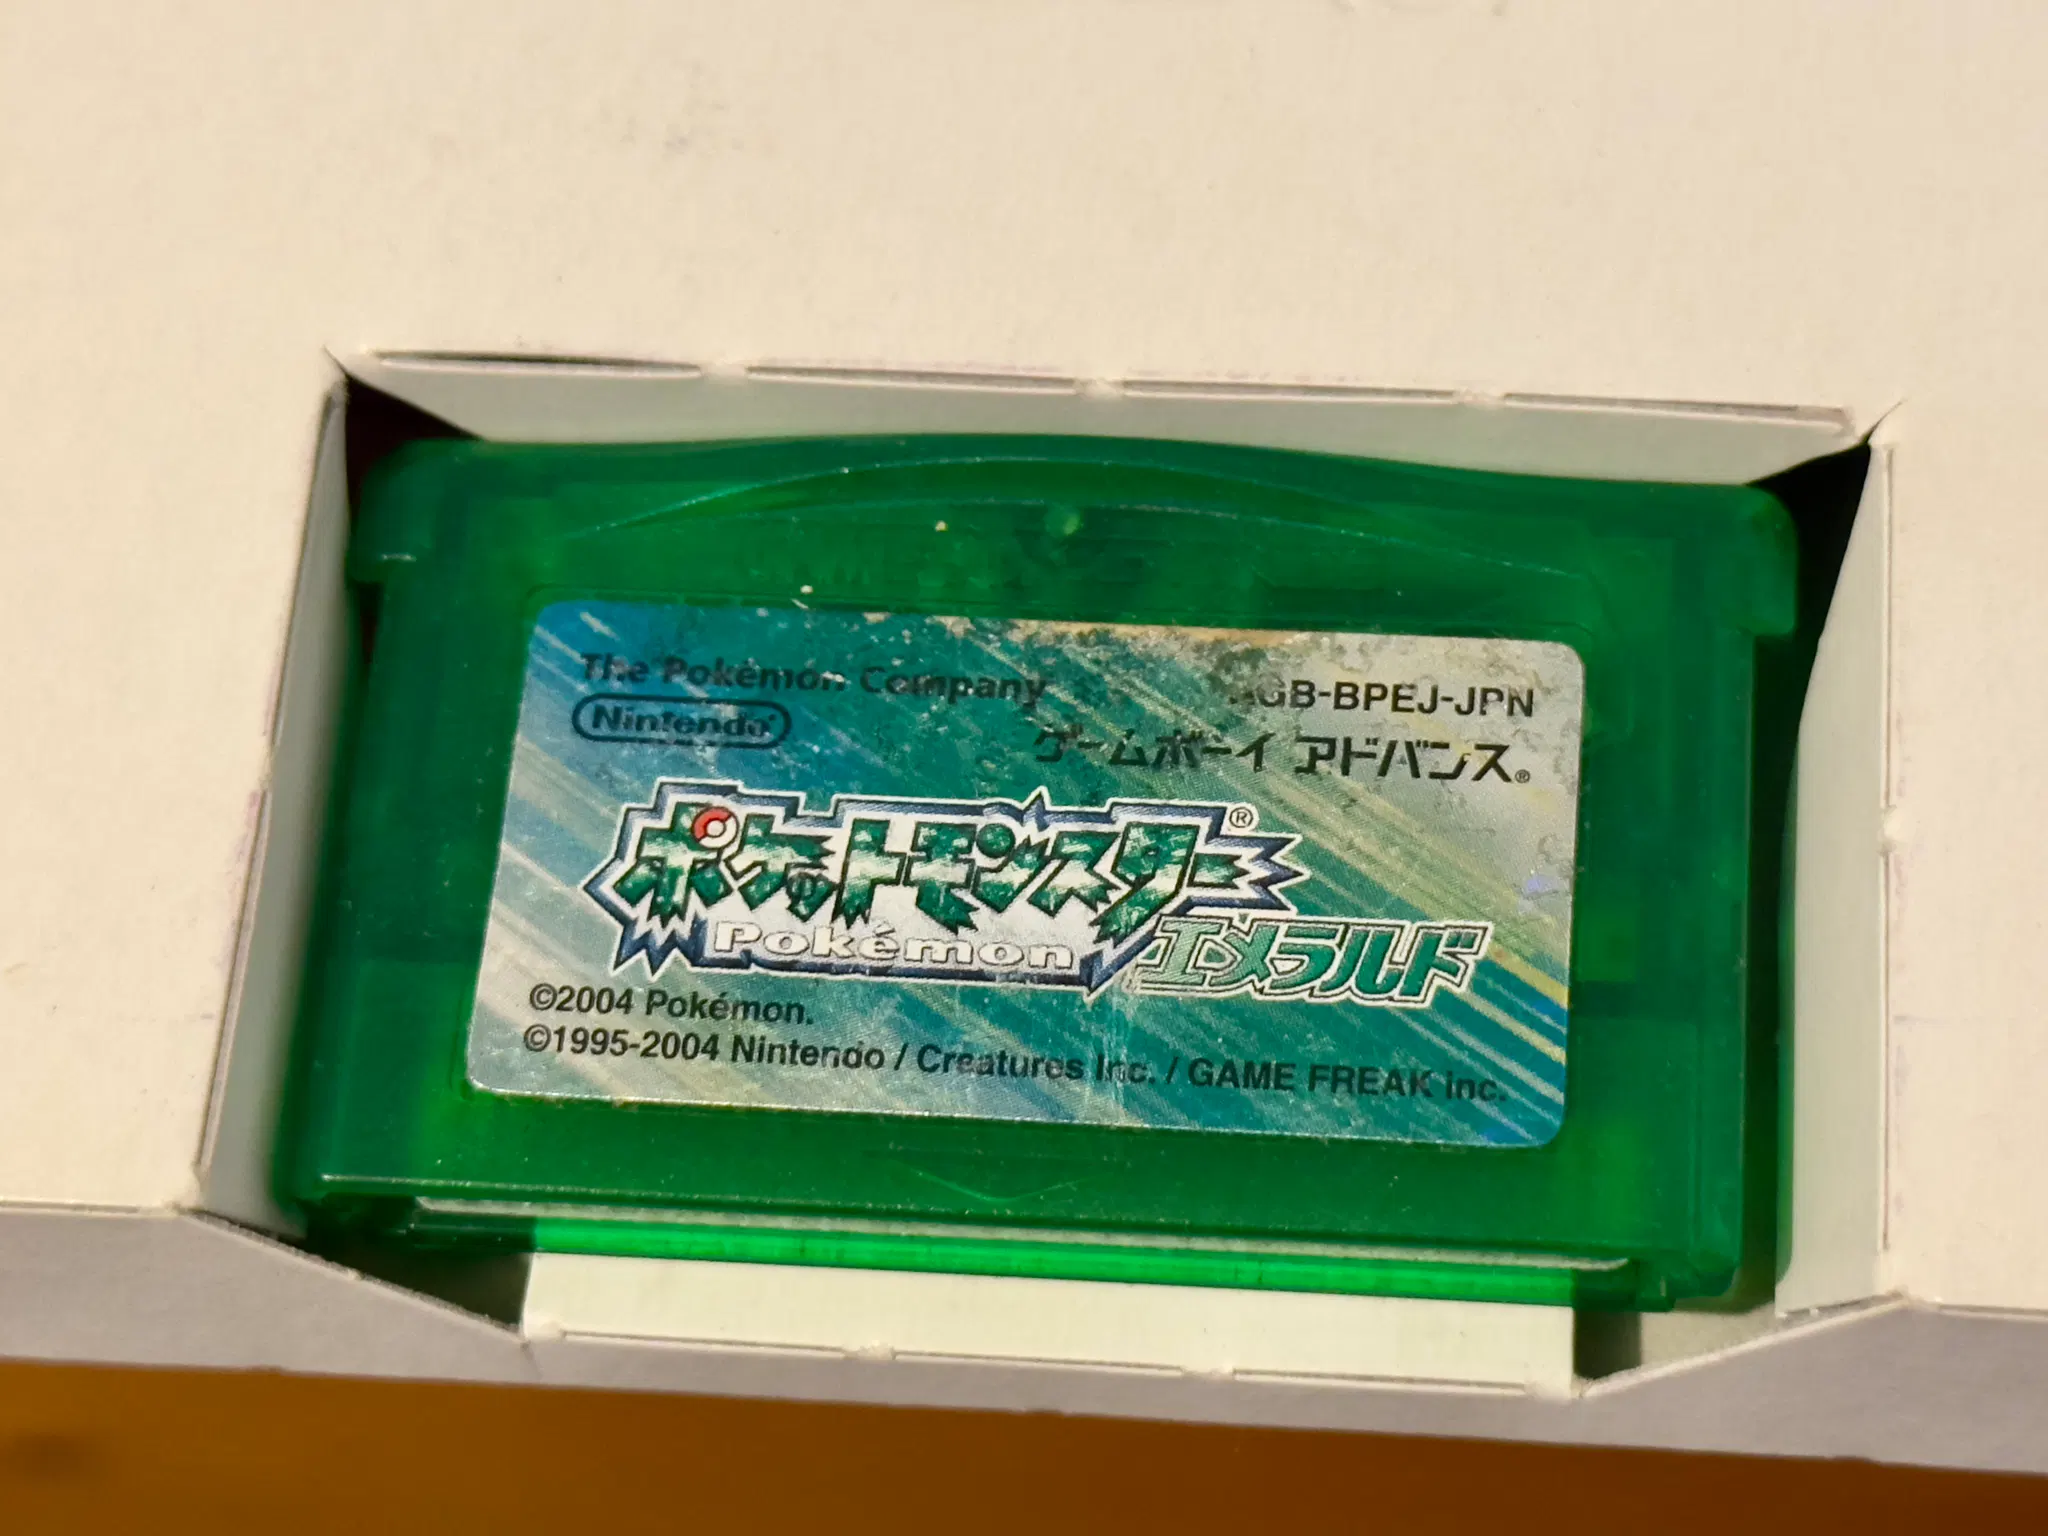 The Pokémon Company
Nintendo
AGB-BPEJ-JPN
ゲームボーイ アドバンス®
ポケットモンスター®
Pokémon
エメラルド
©2004 Pokémon.
©1995-2004 Nintendo / Creatures Inc. / GAME FREAK inc.